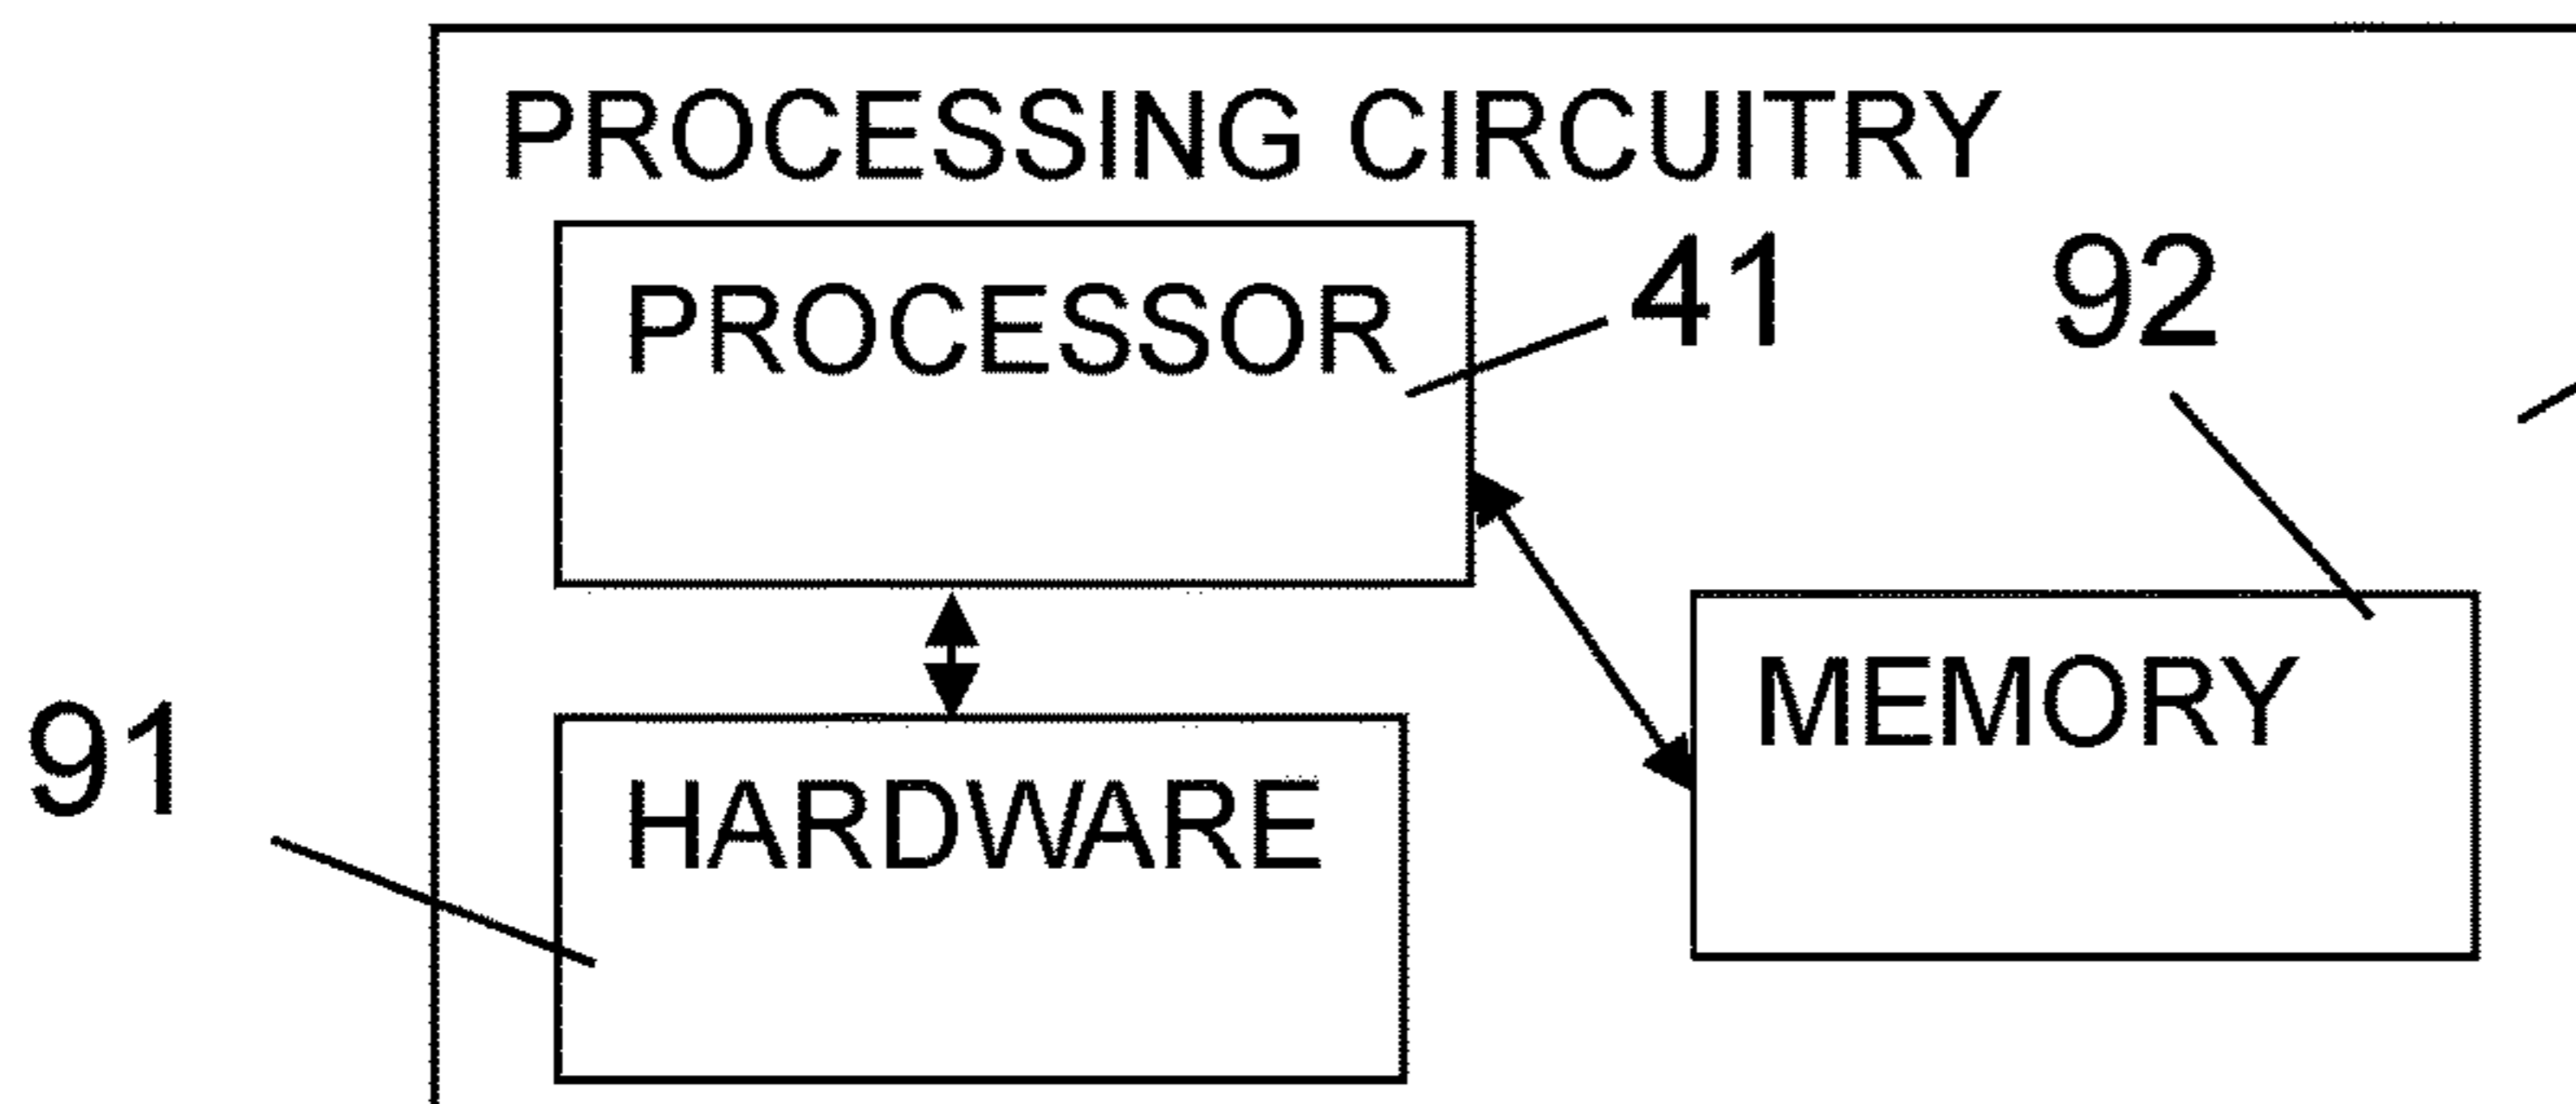 PROCESSING CIRCUITRY
PROCESSOR
41
92
MEMORY
91
HARDWARE